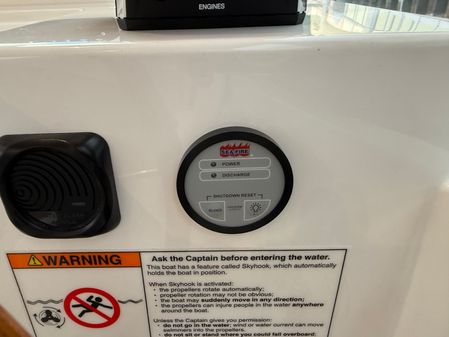 ENGINES
SEA-FIRE
POWER
DISCHARGE
SHUTDOWN RESET
SILENCE
WARNING
Ask the Captain before entering the water.
This boat has a feature called Skyhook, which automatically
holds the boat in position.
When Skyhook is activated:
• the propellers rotate automatically;
• propeller rotation may not be obvious;
• the boat may suddenly move in any direction;
• the propellers can injure people in the water anywhere
around the boat.
Unless the Captain gives you permission:
• do not go in the water; wind or water current can move
swimmers into the propellers.
• do not sit or stand where you could fall overboard;